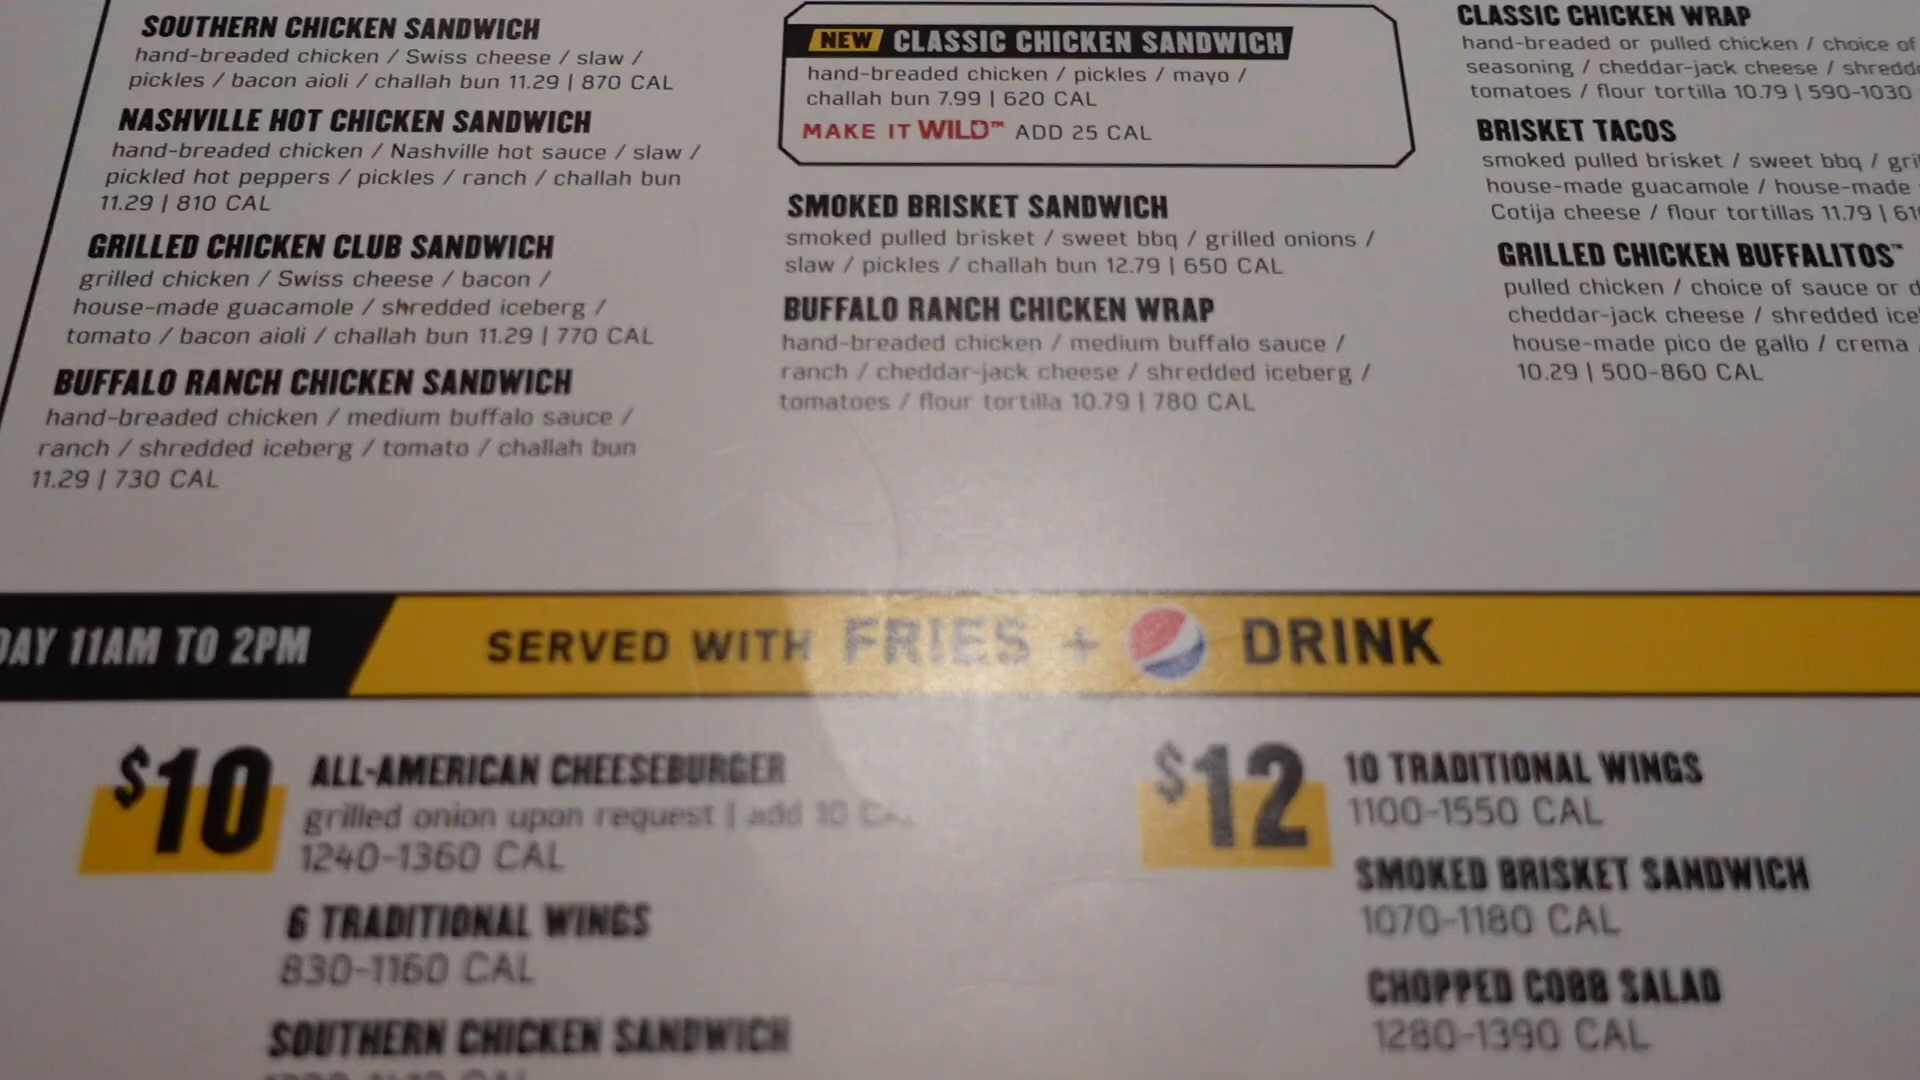 SOUTHERN CHICKEN SANDWICH
hand-breaded chicken / Swiss cheese / slaw /
pickles / bacon aioli / challah bun 11.29 | 870 CAL
NASHVILLE HOT CHICKEN SANDWICH
hand-breaded chicken / Nashville hot sauce / slaw /
pickled hot peppers / pickles / ranch / challah bun
11.29 | 810 CAL
GRILLED CHICKEN CLUB SANDWICH
grilled chicken / Swiss cheese / bacon /
house-made guacamole / shredded iceberg /
tomato / bacon aioli / challah bun 11.29 | 770 CAL
BUFFALO RANCH CHICKEN SANDWICH
hand-breaded chicken / medium buffalo sauce /
ranch / shredded iceberg / tomato / challah bun
11.29 | 730 CAL
NEW CLASSIC CHICKEN SANDWICH
hand-breaded chicken / pickles / mayo /
challah bun 7.99 | 620 CAL
MAKE IT WILD™ ADD 25 CAL
SMOKED BRISKET SANDWICH
smoked pulled brisket / sweet bbq / grilled onions /
slaw / pickles / challah bun 12.79 | 650 CAL
BUFFALO RANCH CHICKEN WRAP
hand-breaded chicken / medium buffalo sauce /
ranch / cheddar-jack cheese / shredded iceberg /
tomatoes / flour tortilla 10.79 | 780 CAL
CLASSIC CHICKEN WRAP
hand-breaded or pulled chicken / choice of
seasoning / cheddar-jack cheese /
tomatoes / flour tortilla 10.79 | 590-1030
BRISKET TACOS
smoked pulled brisket / sweet bbq /
house-made guacamole / house-made
Cotija cheese / flour tortillas 11.79 |
GRILLED CHICKEN BUFFALITOS™
pulled chicken / choice of sauce or
cheddar-jack cheese / shredded
house-made pico de gallo / crema
10.29 | 500-860 CAL
DAY 11AM TO 2PM SERVED WITH FRIES + DRINK
$10
ALL-AMERICAN CHEESEBURGER
grilled onion upon request | add 10 CAL
1240-1360 CAL
6 TRADITIONAL WINGS
830-1160 CAL
SOUTHERN CHICKEN SANDWICH
$12
10 TRADITIONAL WINGS
1100-1550 CAL
SMOKED BRISKET SANDWICH
1070-1180 CAL
CHOPPED COBB SALAD
1280-1390 CAL